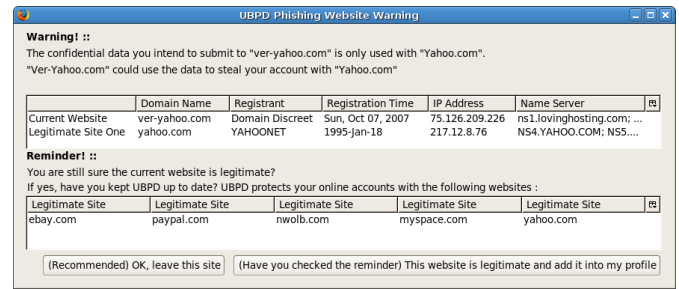 UBPD Phishing Website Warning
Warning! ::
The confidential data you intend to submit to "ver-yahoo.com" is only used with "Yahoo.com".
"Ver-Yahoo.com" could use the data to steal your account with "Yahoo.com"
Domain Name Registrant Registration Time IP Address Name Server
Current Website ver-yahoo.com Domain Discreet Sun, Oct 07, 2007 75.126.209.226 ns1.lovinghosting.com; ...
Legitimate Site One yahoo.com YAHOONET 1995-Jan-18 217.12.8.76 NS4.YAHOO.COM; NS5....
Reminder! ::
You are still sure the current website is legitimate?
If yes, have you kept UBPD up to date? UBPD protects your online accounts with the following websites :
Legitimate Site Legitimate Site Legitimate Site Legitimate Site Legitimate Site
ebay.com paypal.com nwolb.com myspace.com yahoo.com
(Recommended) OK, leave this site (Have you checked the reminder) This website is legitimate and add it into my profile